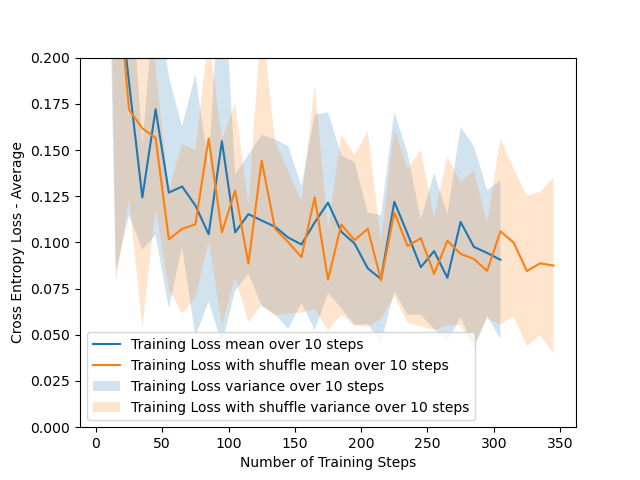 0.200
0.175
0.150
0.125
0.100
0.075
0.050
0.025
0.000
Cross Entropy Loss - Average
Training Loss mean over 10 steps
Training Loss with shuffle mean over 10 steps
Training Loss variance over 10 steps
Training Loss with shuffle variance over 10 steps
0 50 100 150 200 250 300 350
Number of Training Steps